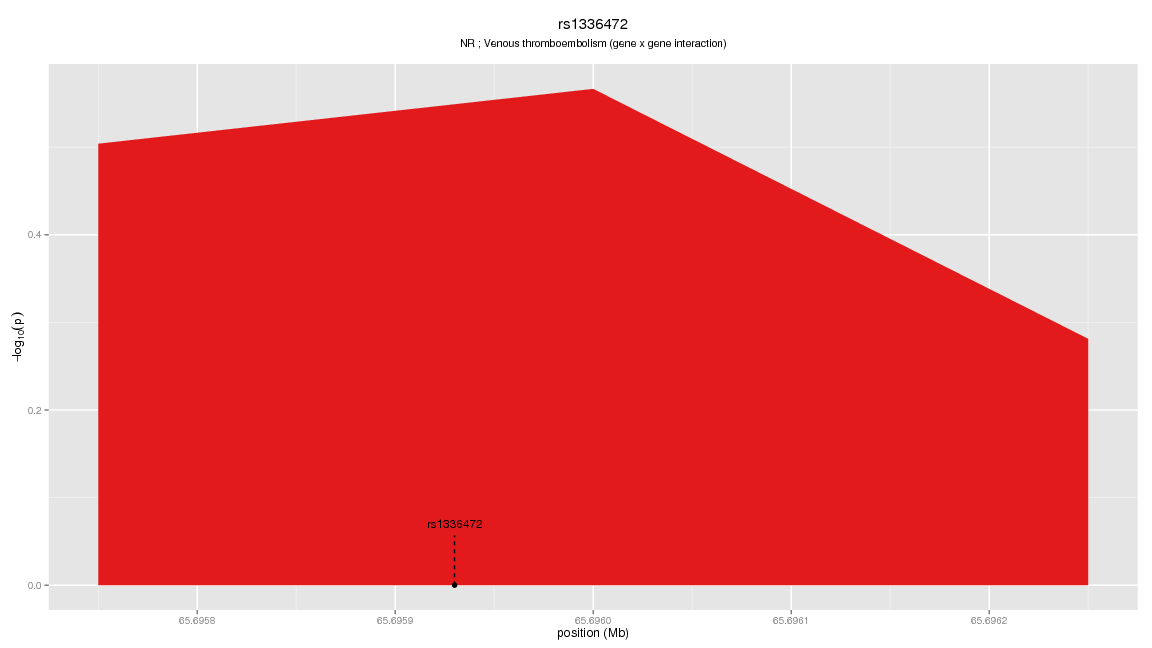 rs1336472
NR ; Venous thromboembolism (gene x gene interaction)
−log10(p)
0.4
0.2
0.0
rs1336472
65.6958 65.6959 65.6960 65.6961 65.6962
position (Mb)